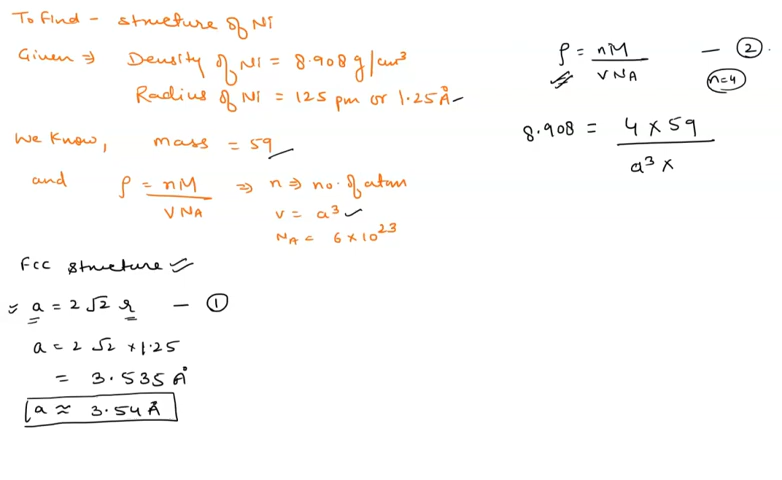 To Find - structure of Ni
Given ⇒ Density of Ni = 8.908 g/cm³
Radius of Ni = 125 pm or 1.25 Å
We Know, mass = 59
and ρ = nM / VNA ⇒ n ⇒ no. of atom
V = a³
NA = 6 × 10²³
Fcc structure
a = 2√2 r — ①
a = 2√2 × 1.25
= 3.535 Å
a ≈ 3.54 Å
ρ = nM / VNA — ②
n=4
8.908 = 4 × 59 / a³ ×